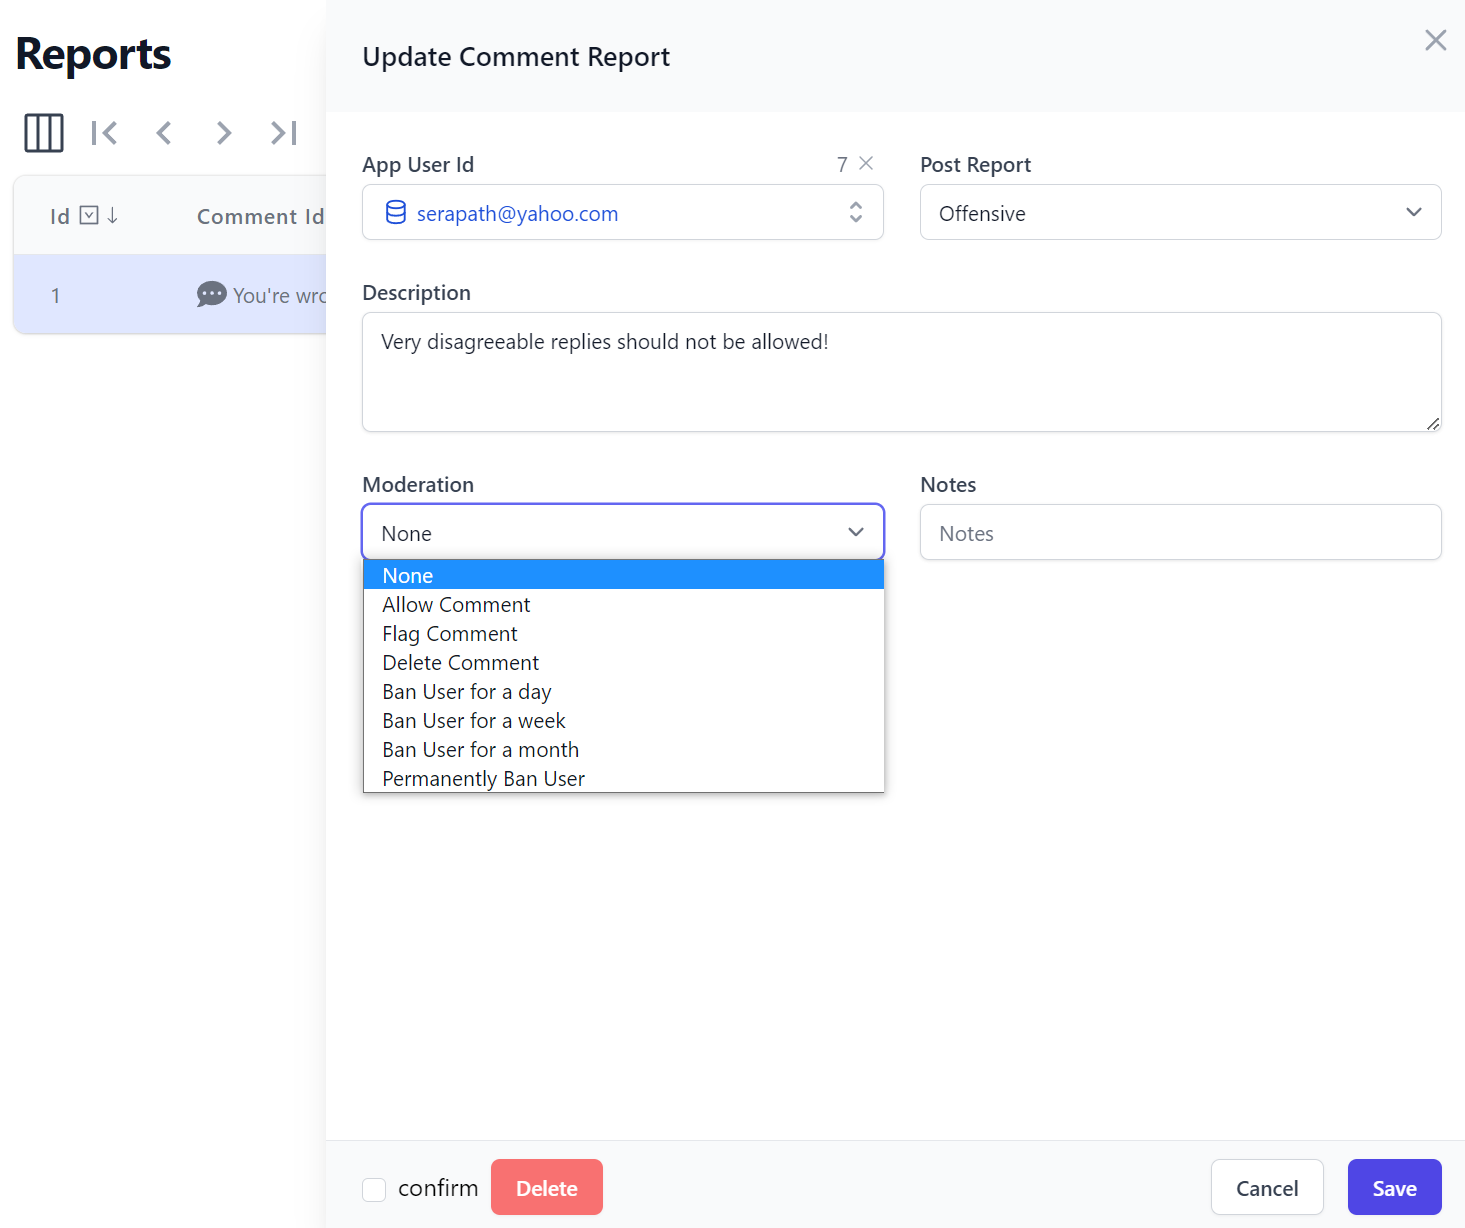 Reports
Id
Comment Id
1
You're wro
Update Comment Report
App User Id
7
serapath@yahoo.com
Post Report
Offensive
Description
Very disagreeable replies should not be allowed!
Moderation
None
Notes
Notes
None
Allow Comment
Flag Comment
Delete Comment
Ban User for a day
Ban User for a week
Ban User for a month
Permanently Ban User
confirm
Delete
Cancel
Save